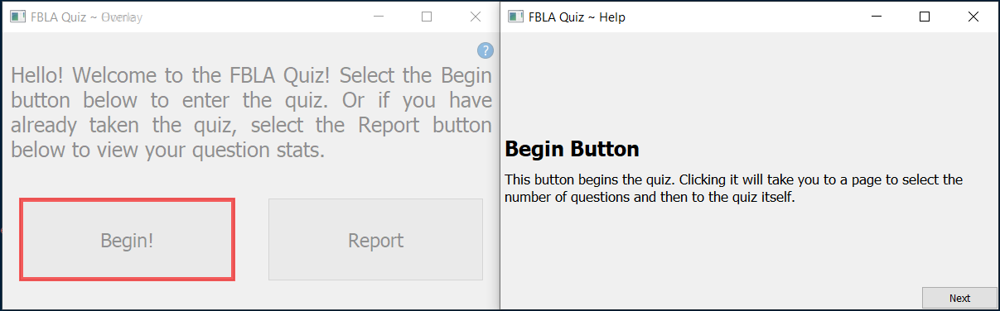 FBLA Quiz ~ Overlay
?
Hello! Welcome to the FBLA Quiz! Select the Begin
button below to enter the quiz. Or if you have
already taken the quiz, select the Report button
below to view your question stats.
Begin!
Report
FBLA Quiz ~ Help
Begin Button
This button begins the quiz. Clicking it will take you to a page to select the
number of questions and then to the quiz itself.
Next